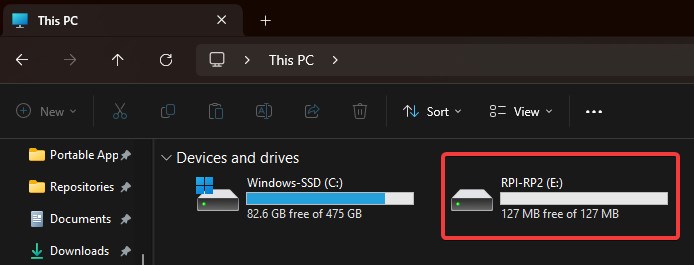 This PC
This PC
New
Sort
View
Portable App
Repositories
Documents
Downloads
Devices and drives
Windows-SSD (C:)
82.6 GB free of 475 GB
RPI-RP2 (E:)
127 MB free of 127 MB